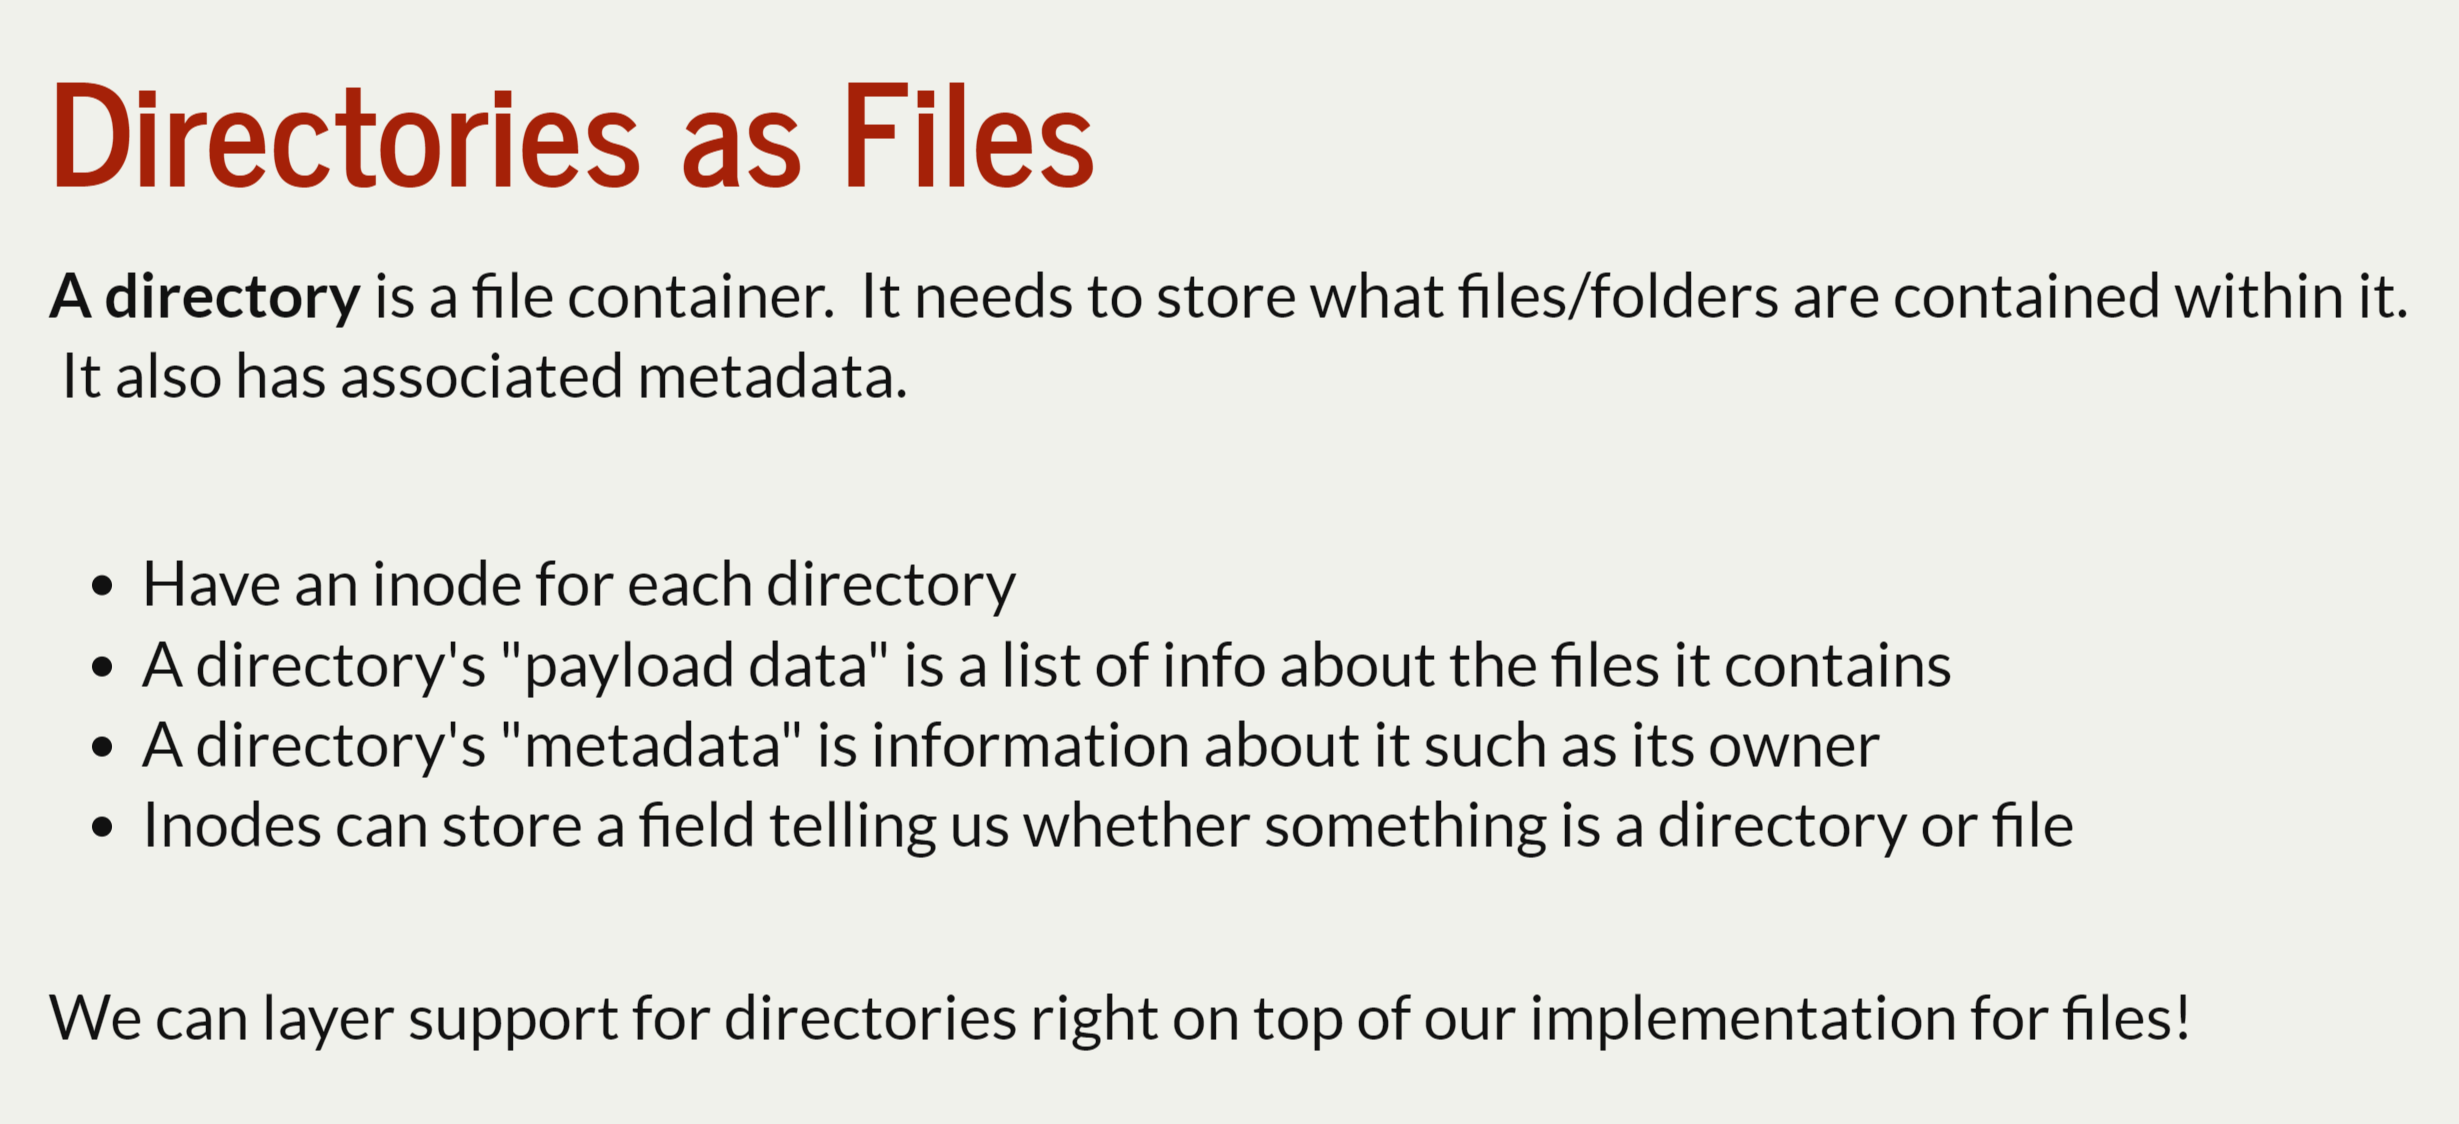 Directories as Files
A directory is a file container.  It needs to store what files/folders are contained within it.
It also has associated metadata.
• Have an inode for each directory
• A directory's "payload data" is a list of info about the files it contains
• A directory's "metadata" is information about it such as its owner
• Inodes can store a field telling us whether something is a directory or file
We can layer support for directories right on top of our implementation for files!